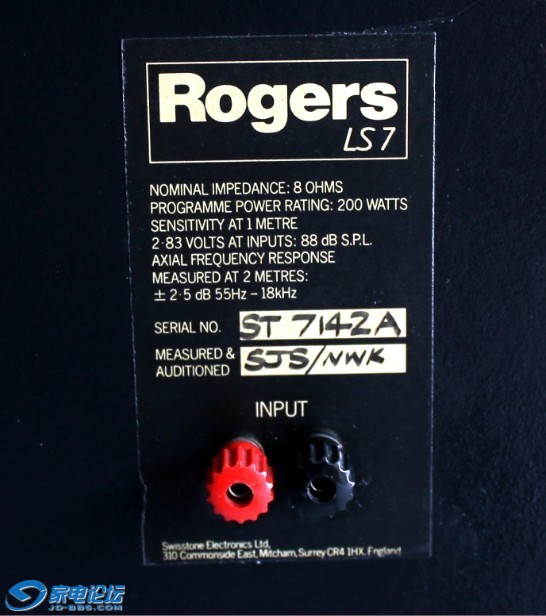 Rogers
LS7
NOMINAL IMPEDANCE: 8 OHMS
PROGRAMME POWER RATING: 200 WATTS
SENSITIVITY AT 1 METRE
2·83 VOLTS AT INPUTS: 88 dB S.P.L.
AXIAL FREQUENCY RESPONSE
MEASURED AT 2 METRES:
± 2·5 dB 55Hz – 18kHz
SERIAL NO. ST 7142A
MEASURED &
AUDITIONED SJS/NWK
INPUT
Swisstone Electronics Ltd.
310 Commonside East, Mitcham, Surrey CR4 1HX. England
家电论坛
JD-BBS.COM